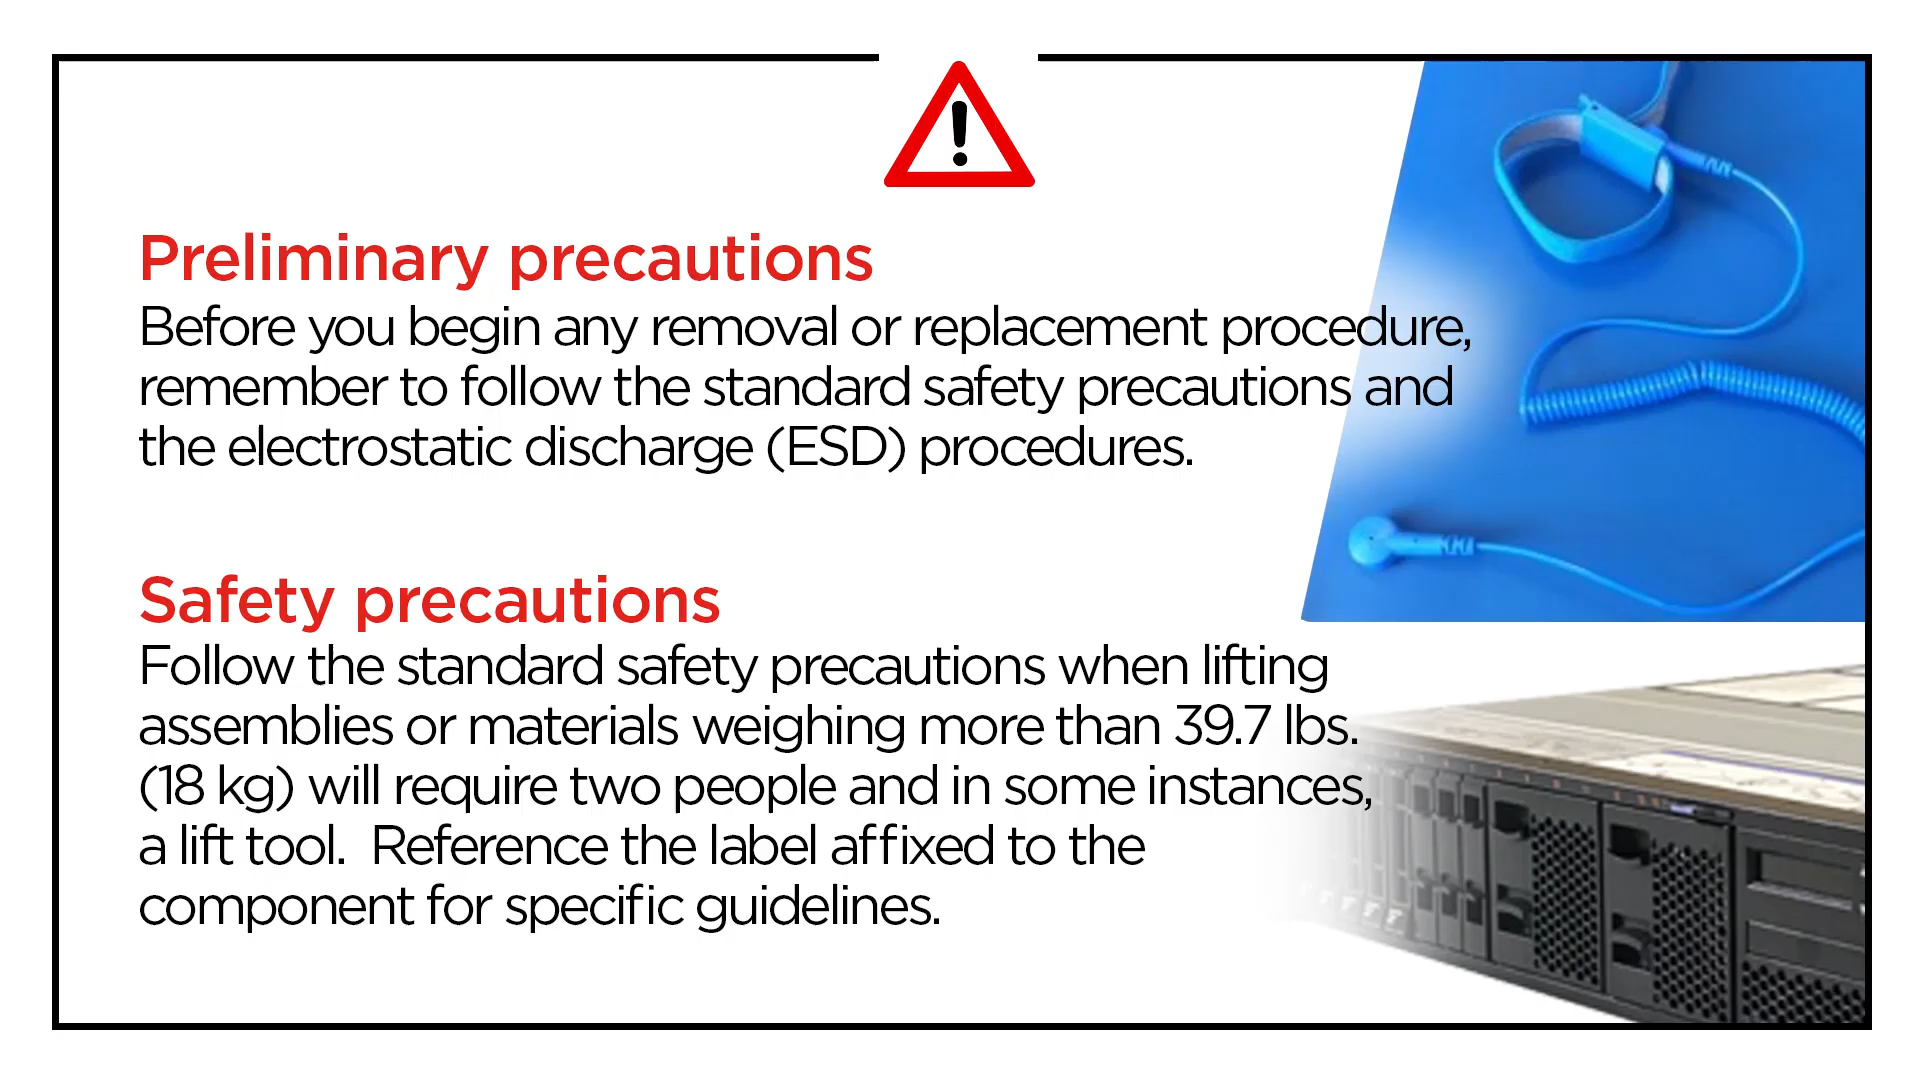 Preliminary precautions
Before you begin any removal or replacement procedure,
remember to follow the standard safety precautions and
the electrostatic discharge (ESD) procedures.
Safety precautions
Follow the standard safety precautions when lifting
assemblies or materials weighing more than 39.7 lbs.
(18 kg) will require two people and in some instances,
a lift tool.  Reference the label affixed to the
component for specific guidelines.